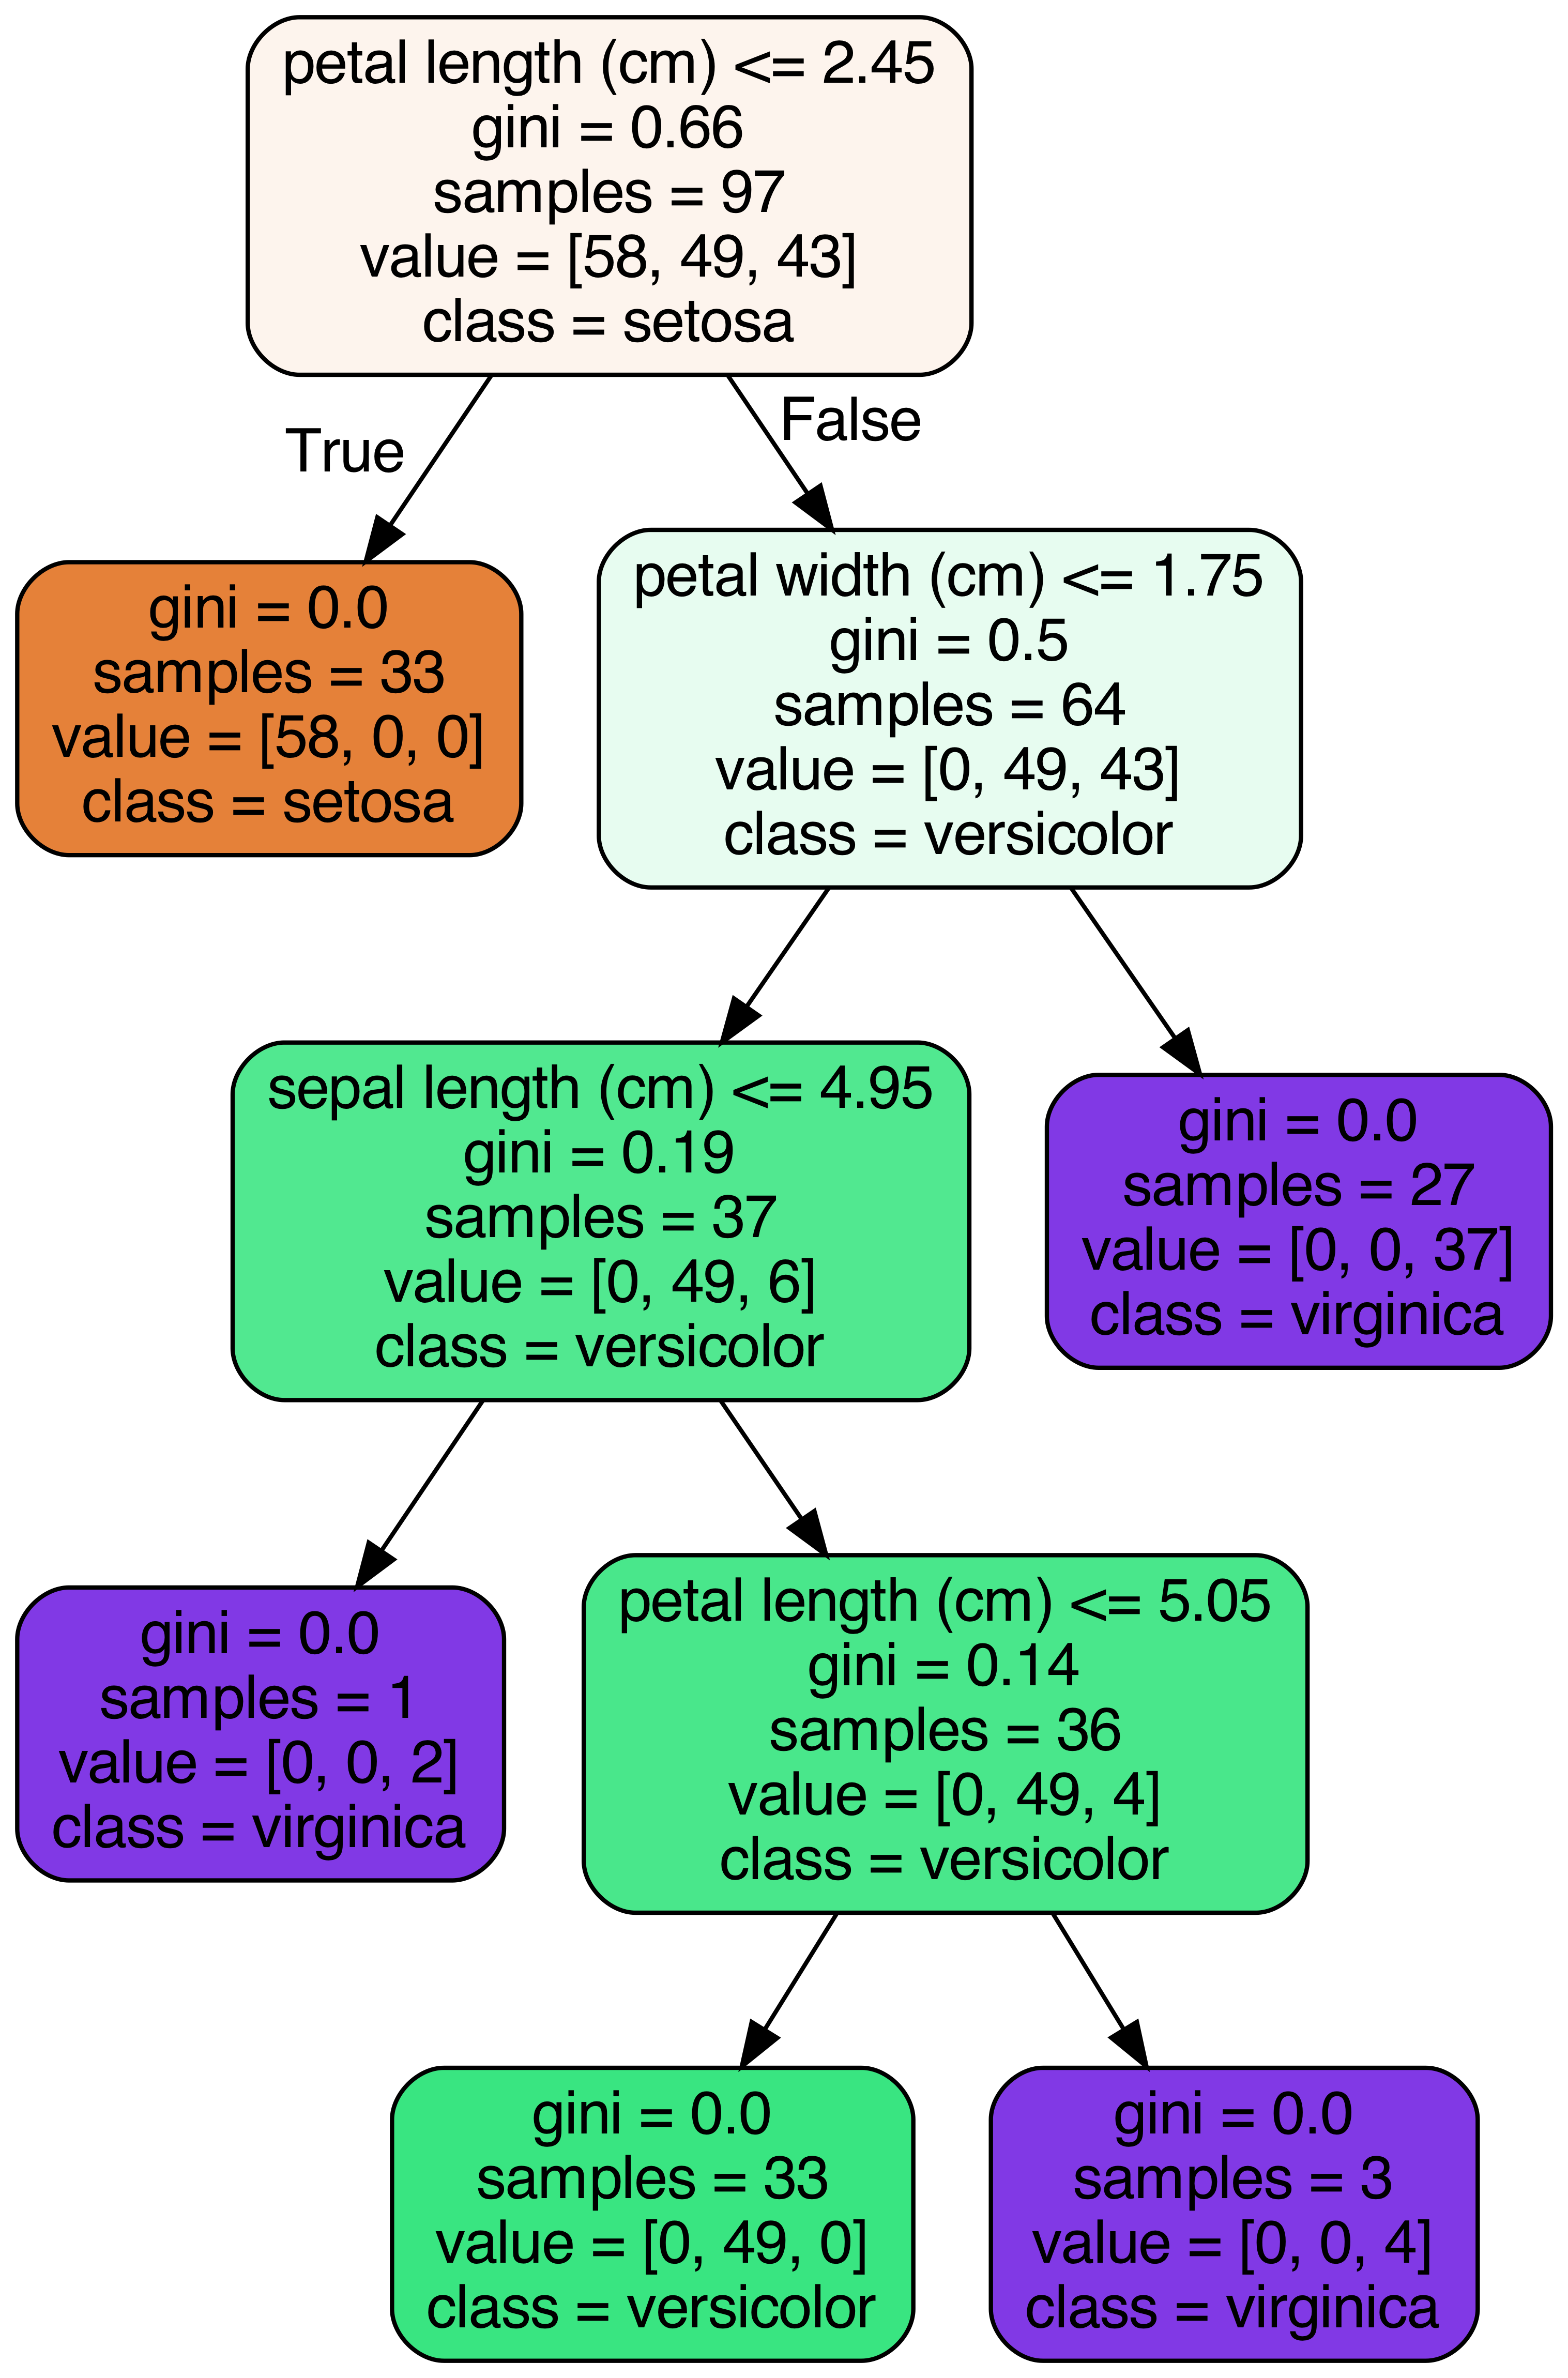 petal length (cm) <= 2.45
gini = 0.66
samples = 97
value = [58, 49, 43]
class = setosa
True
False
gini = 0.0
samples = 33
value = [58, 0, 0]
class = setosa
petal width (cm) <= 1.75
gini = 0.5
samples = 64
value = [0, 49, 43]
class = versicolor
sepal length (cm) <= 4.95
gini = 0.19
samples = 37
value = [0, 49, 6]
class = versicolor
gini = 0.0
samples = 27
value = [0, 0, 37]
class = virginica
gini = 0.0
samples = 1
value = [0, 0, 2]
class = virginica
petal length (cm) <= 5.05
gini = 0.14
samples = 36
value = [0, 49, 4]
class = versicolor
gini = 0.0
samples = 33
value = [0, 49, 0]
class = versicolor
gini = 0.0
samples = 3
value = [0, 0, 4]
class = virginica